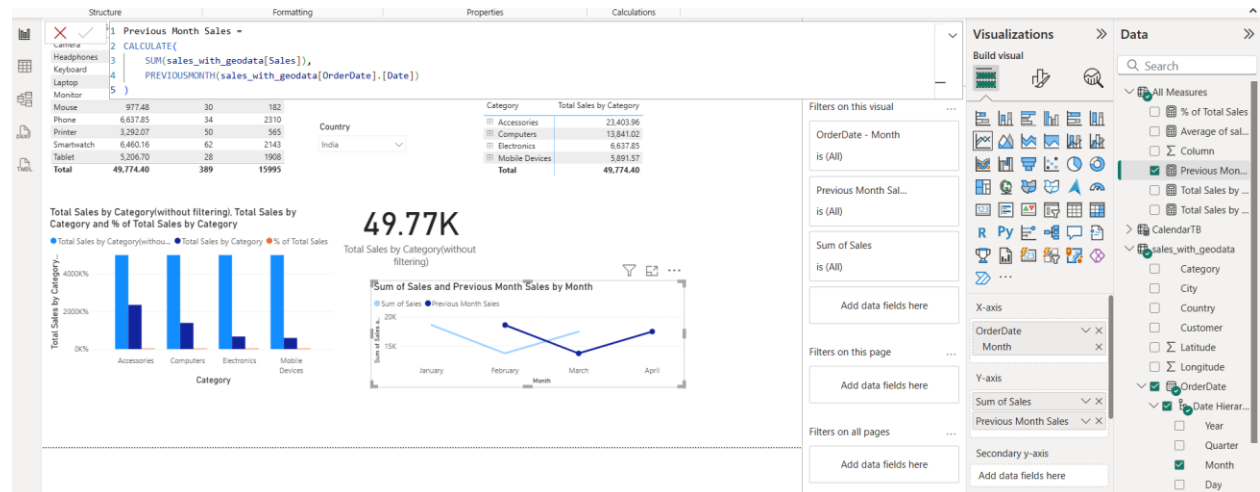 Structure
Formatting
Properties
Calculations
1 Previous Month Sales =
2 CALCULATE(
3 SUM(sales_with_geodata[Sales]),
4 PREVIOUSMONTH(sales_with_geodata[OrderDate].[Date])
5 )
Camera
Headphones
Keyboard
Laptop
Monitor
Mouse 977.48 30 182
Phone 6,637.85 34 2310
Printer 3,292.07 50 565
Smartwatch 6,460.16 62 2143
Tablet 5,206.70 28 1908
Total 49,774.40 389 15995
Country
India
Category Total Sales by Category
Accessories 23,403.96
Computers 13,841.02
Electronics 6,637.85
Mobile Devices 5,891.57
Total 49,774.40
Total Sales by Category(without filtering), Total Sales by
Category and % of Total Sales by Category
Total Sales by Category(withou... Total Sales by Category % of Total Sales
Total Sales by Category...
4000K%
2000K%
0K%
Accessories Computers Electronics Mobile
Devices
Category
49.77K
Total Sales by Category(without
filtering)
Sum of Sales and Previous Month Sales by Month
Sum of Sales Previous Month Sales
Sum of Sales a...
20K
15K
January February March April
Month
Filters on this visual ...
OrderDate - Month
is (All)
Previous Month Sal...
is (All)
Sum of Sales
is (All)
Add data fields here
Filters on this page ...
Add data fields here
Filters on all pages ...
Add data fields here
Visualizations
Build visual
R Py
...
X-axis
OrderDate
Month
Y-axis
Sum of Sales
Previous Month Sales
Secondary y-axis
Add data fields here
Data
Search
All Measures
% of Total Sales
Average of sal...
Column
Previous Mon...
Total Sales by ...
Total Sales by ...
CalendarTB
sales_with_geodata
Category
City
Country
Customer
Latitude
Longitude
OrderDate
Date Hierar...
Year
Quarter
Month
Day